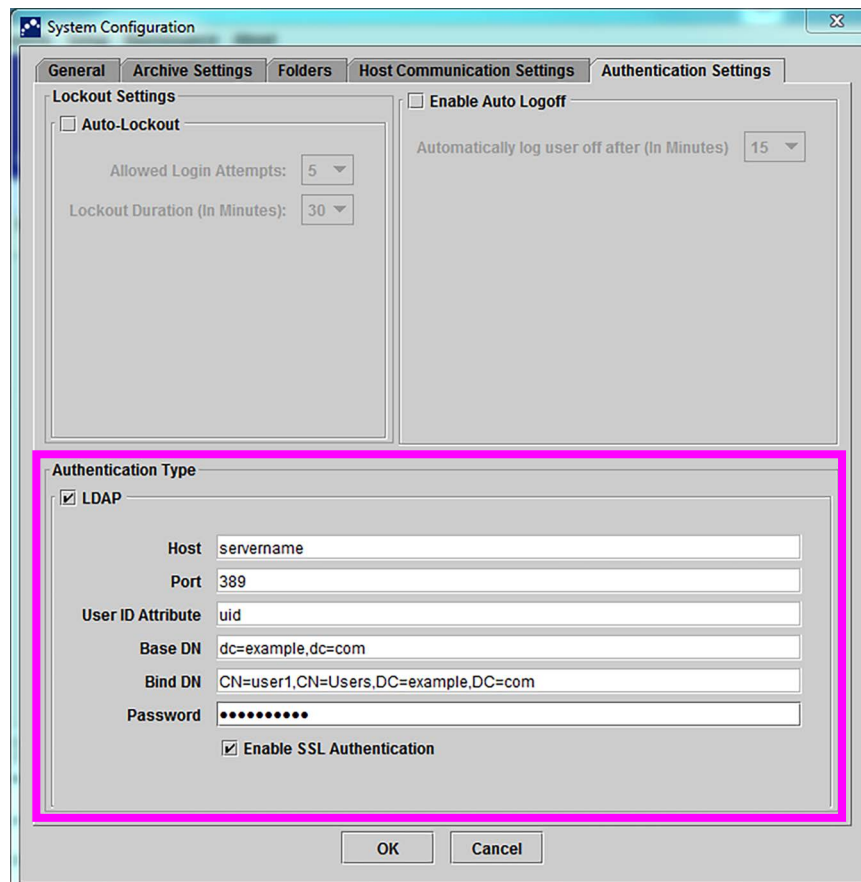 System Configuration
General Archive Settings Folders Host Communication Settings Authentication Settings
Lockout Settings
Auto-Lockout
Allowed Login Attempts: 5
Lockout Duration (In Minutes): 30
Enable Auto Logoff
Automatically log user off after (In Minutes) 15
Authentication Type
LDAP
Host servername
Port 389
User ID Attribute uid
Base DN dc=example,dc=com
Bind DN CN=user1,CN=Users,DC=example,DC=com
Password ●●●●●●●●●●
Enable SSL Authentication
OK Cancel